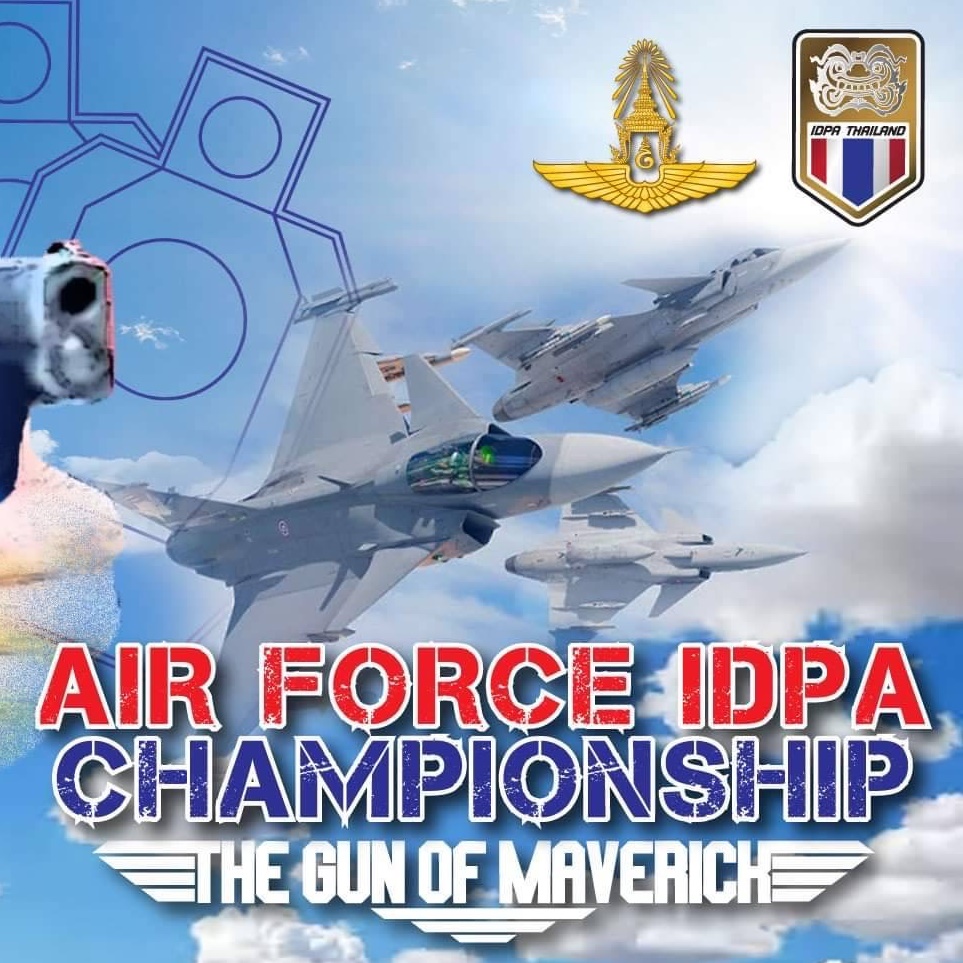 IDPA THAILAND
AIR FORCE IDPA
CHAMPIONSHIP
THE GUN OF MAVERICK